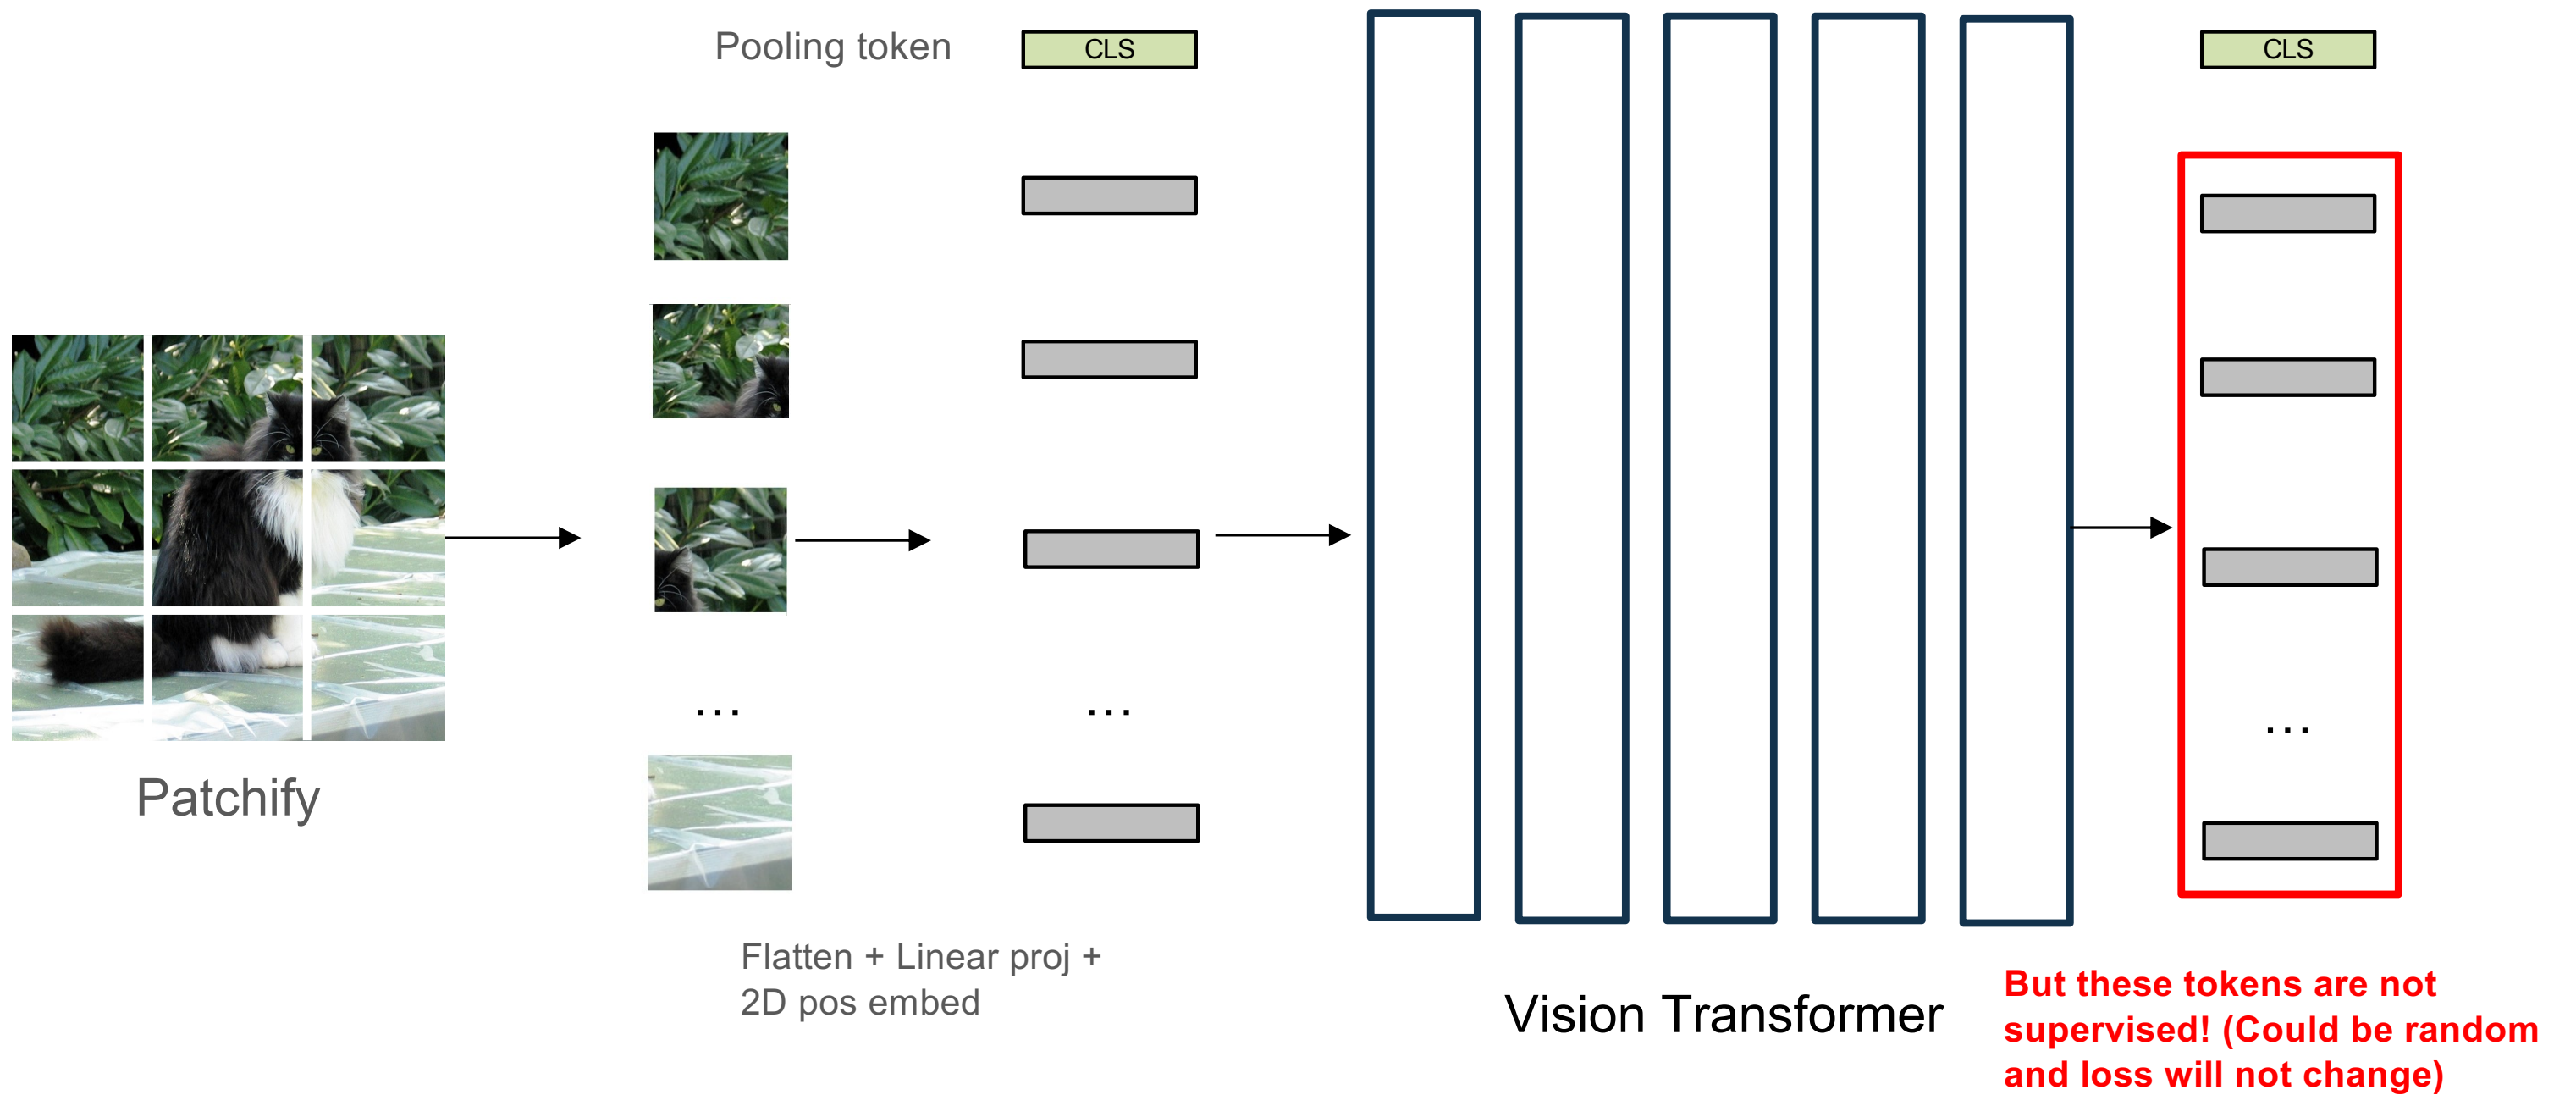 Pooling token
CLS
CLS
Patchify
...
...
...
Flatten + Linear proj +
2D pos embed
Vision Transformer
But these tokens are not
supervised! (Could be random
and loss will not change)